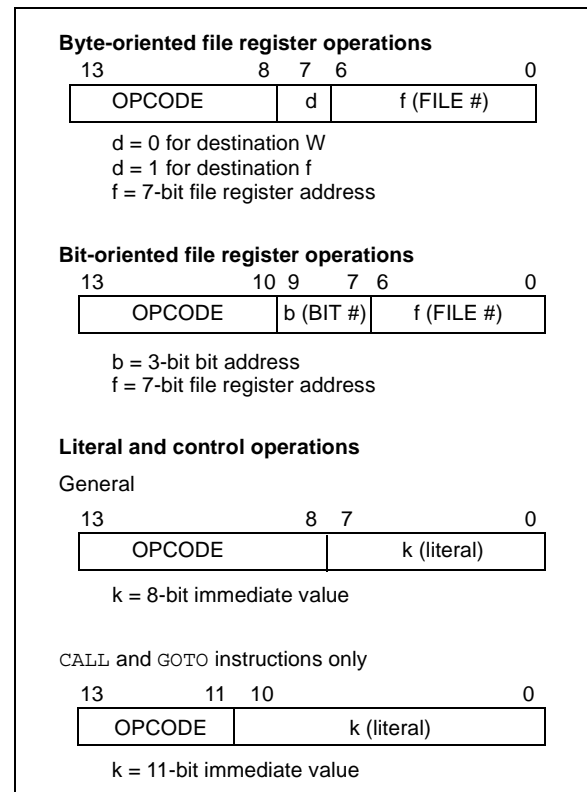 Byte-oriented file register operations
13 8 7 6 0
OPCODE d f (FILE #)
d = 0 for destination W
d = 1 for destination f
f = 7-bit file register address
Bit-oriented file register operations
13 10 9 7 6 0
OPCODE b (BIT #) f (FILE #)
b = 3-bit bit address
f = 7-bit file register address
Literal and control operations
General
13 8 7 0
OPCODE k (literal)
k = 8-bit immediate value
CALL and GOTO instructions only
13 11 10 0
OPCODE k (literal)
k = 11-bit immediate value